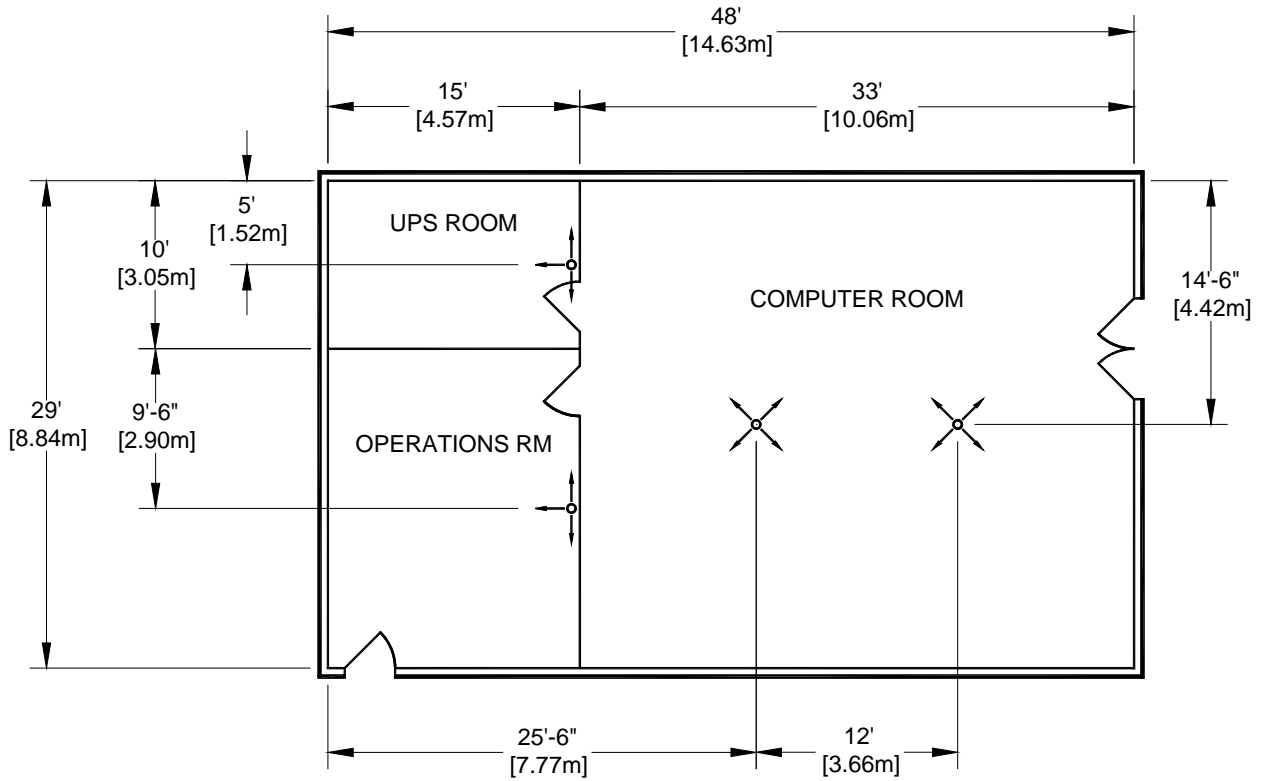 48'
[14.63m]
15'
[4.57m]
33'
[10.06m]
5'
[1.52m]
10'
[3.05m]
UPS ROOM
COMPUTER ROOM
14'-6"
[4.42m]
29'
[8.84m]
9'-6"
[2.90m]
OPERATIONS RM
25'-6"
[7.77m]
12'
[3.66m]